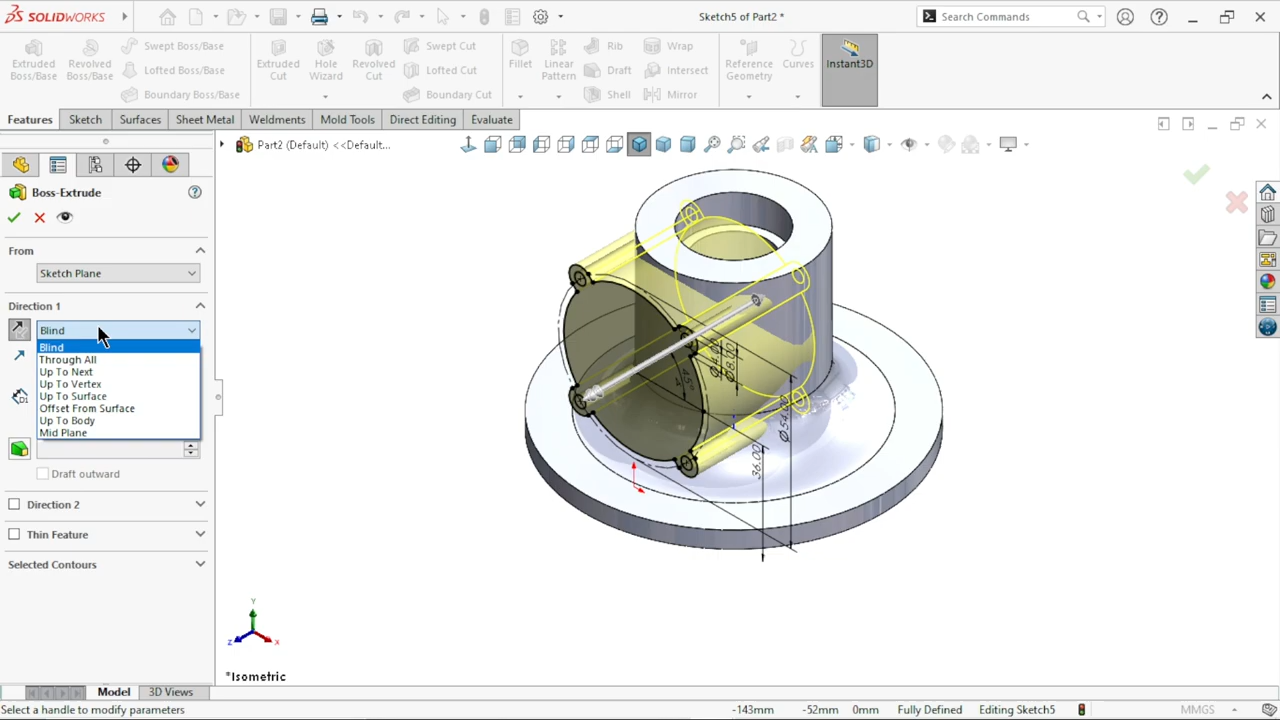 SOLIDWORKS
Sketch5 of Part2 *
Search Commands
Extruded Boss/Base
Revolved Boss/Base
Swept Boss/Base
Lofted Boss/Base
Boundary Boss/Base
Extruded Cut
Hole Wizard
Revolved Cut
Swept Cut
Lofted Cut
Boundary Cut
Fillet
Linear Pattern
Rib
Draft
Shell
Wrap
Intersect
Mirror
Reference Geometry
Curves
Instant3D
Features
Sketch
Surfaces
Sheet Metal
Weldments
Mold Tools
Direct Editing
Evaluate
Part2 (Default) <<Default...
Boss-Extrude
From
Sketch Plane
Direction 1
Blind
Blind
Through All
Up To Next
Up To Vertex
Up To Surface
Offset From Surface
Up To Body
Mid Plane
Draft outward
Direction 2
Thin Feature
Selected Contours
45°
36.00
Y
Z
X
*Isometric
Model
3D Views
Select a handle to modify parameters
-143mm
-52mm
0mm
Fully Defined
Editing Sketch5
MMGS